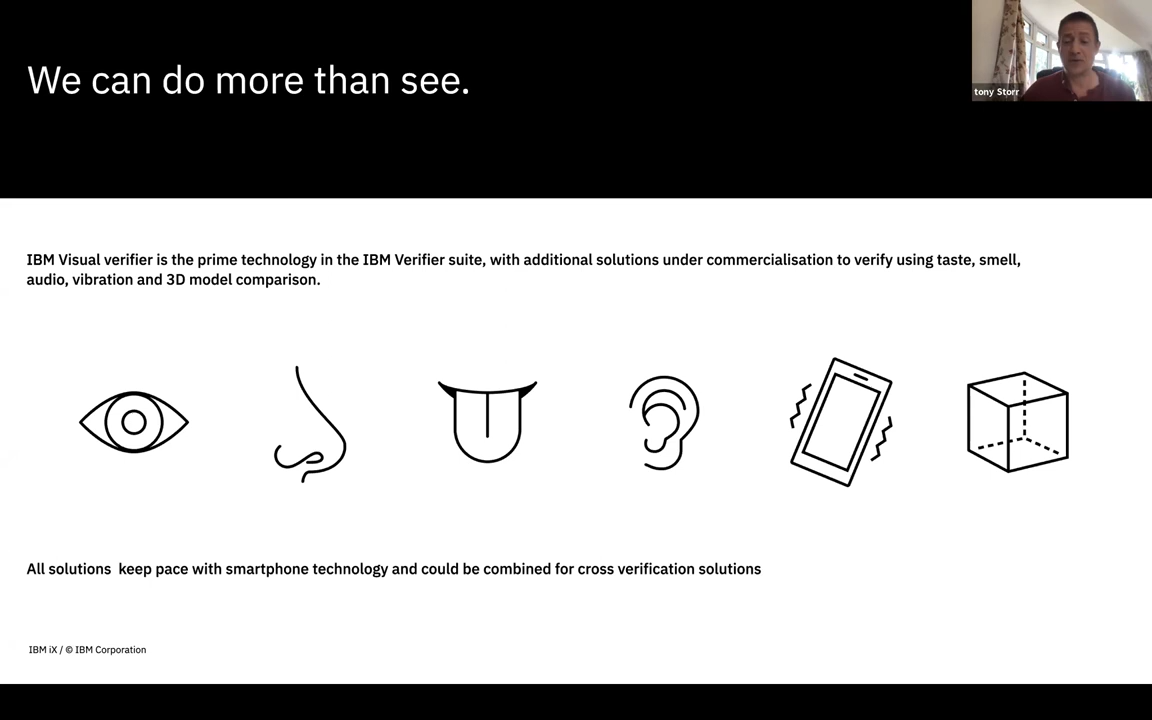 We can do more than see.
tony Storr
IBM Visual verifier is the prime technology in the IBM Verifier suite, with additional solutions under commercialisation to verify using taste, smell,
audio, vibration and 3D model comparison.
All solutions  keep pace with smartphone technology and could be combined for cross verification solutions
IBM iX / © IBM Corporation